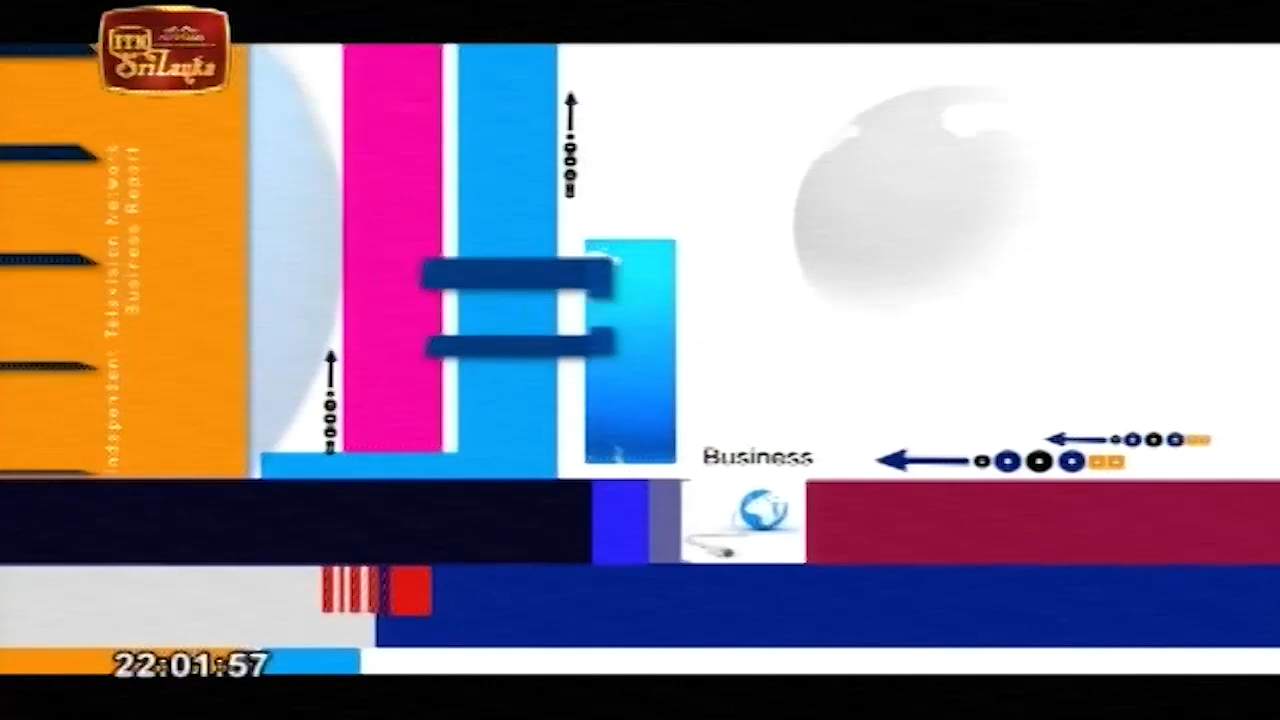 ITN
Sri Lanka
Independent Television Network
Business Report
Business
22:01:57